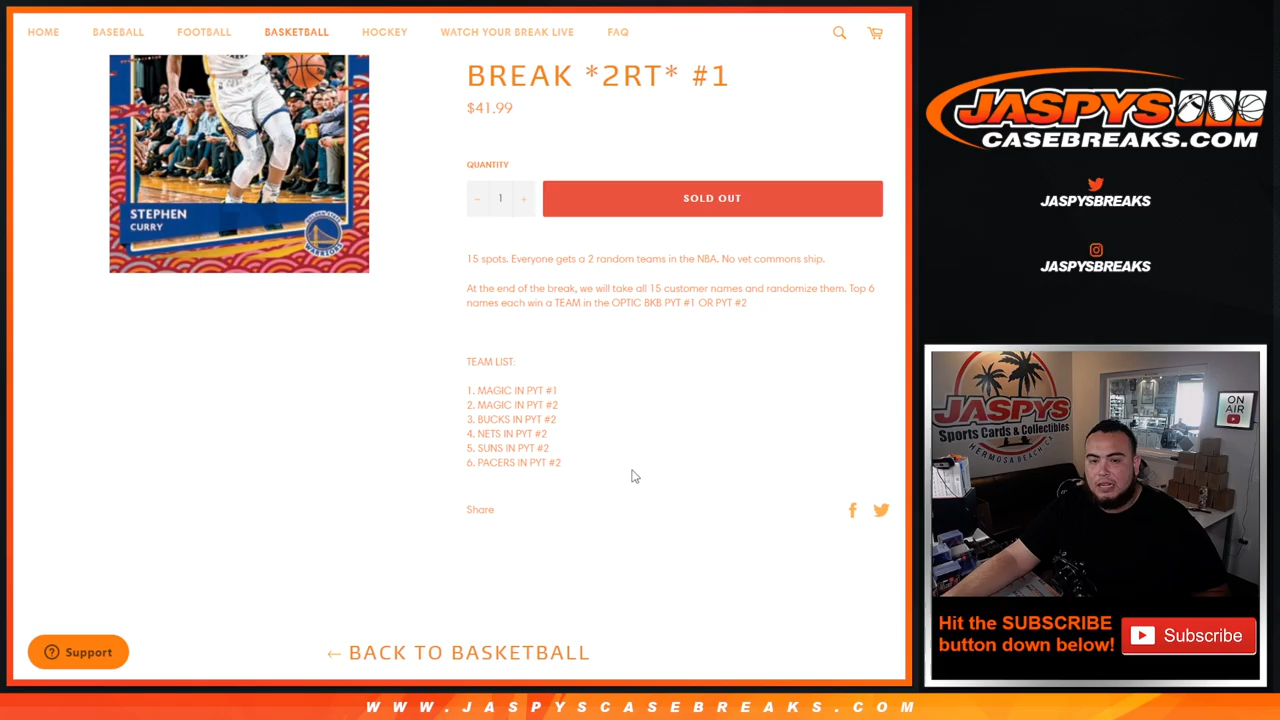 HOME
BASEBALL
FOOTBALL
BASKETBALL
HOCKEY
WATCH YOUR BREAK LIVE
FAQ
STEPHEN
CURRY
WARRIORS
BREAK *2RT* #1
$41.99
QUANTITY
− 1 +
SOLD OUT
15 spots. Everyone gets a 2 random teams in the NBA. No vet commons ship.
At the end of the break, we will take all 15 customer names and randomize them. Top 6
names each win a TEAM in the OPTIC BKB PYT #1 OR PYT #2
TEAM LIST:
1. MAGIC IN PYT #1
2. MAGIC IN PYT #2
3. BUCKS IN PYT #2
4. NETS IN PYT #2
5. SUNS IN PYT #2
6. PACERS IN PYT #2
Share
Support
← BACK TO BASKETBALL
JASPYS
CASEBREAKS.COM
JASPYSBREAKS
JASPYSBREAKS
JASPYS
Sports Cards & Collectibles
HERMOSA BEACH, CA
ON
AIR
Hit the SUBSCRIBE
button down below!
Subscribe
WWW.JASPYSCASEBREAKS.COM